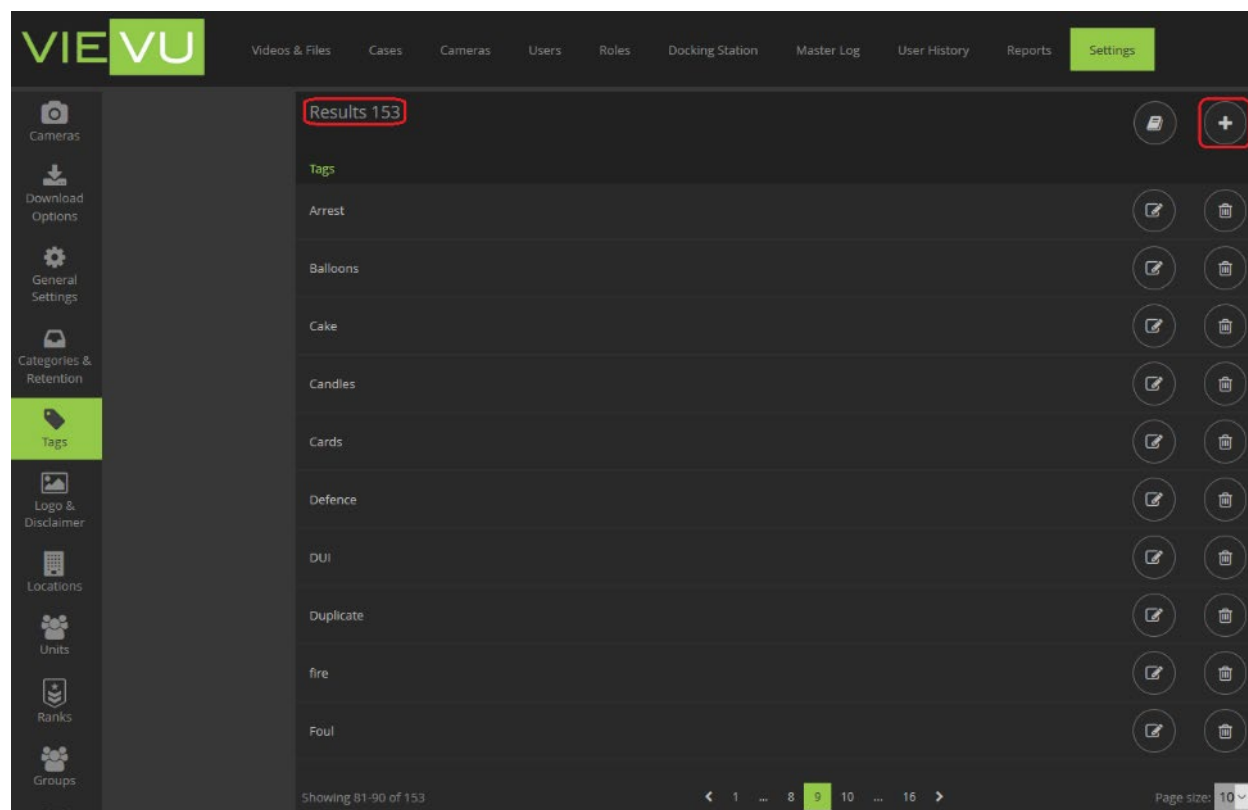 VIEVU
Videos & Files Cases Cameras Users Roles Docking Station Master Log User History Reports Settings
Cameras
Download
Options
General
Settings
Categories &
Retention
Tags
Logo &
Disclaimer
Locations
Units
Ranks
Groups
Results 153
Tags
Arrest
Balloons
Cake
Candles
Cards
Defence
DUI
Duplicate
fire
Foul
Showing 81-90 of 153 1 ... 8 9 10 ... 16 Page size: 10